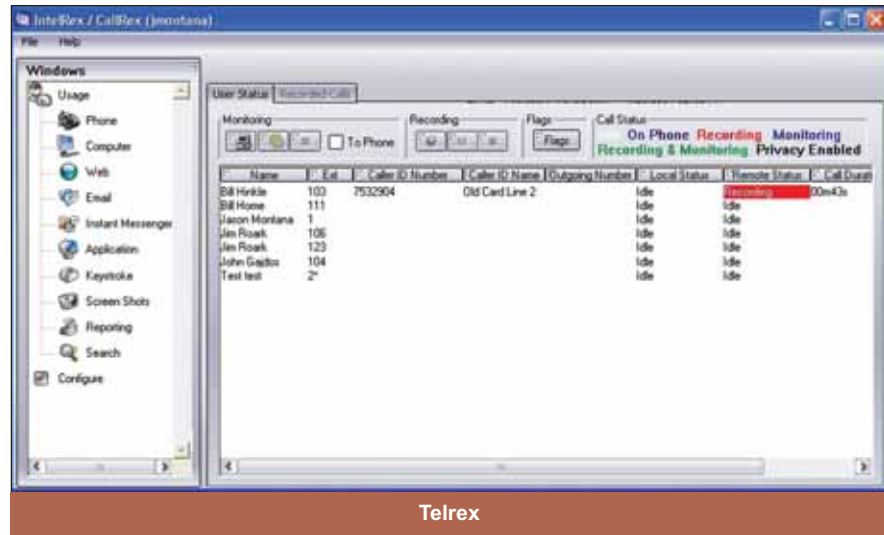 IntelRex / CallRex (jmontana)
File Help
Windows
Usage
Phone
Computer
Web
Email
Instant Messenger
Application
Keystroke
Screen Shots
Reporting
Search
Configure
User Status Recorded Calls
Monitoring Recording Flags Call Status
To Phone Flags On Phone Recording Monitoring
Recording & Monitoring Privacy Enabled
Name Ext Caller ID Number Caller ID Name Outgoing Number Local Status Remote Status Call Durati
Bill Hinkle 103 7532904 Old Card Line 2 Idle Recording 00m43s
Bill Horne 111 Idle Idle
Jason Montana 1 Idle Idle
Jim Roark 106 Idle Idle
Jim Roark 123 Idle Idle
John Gajdos 104 Idle Idle
Test test 2* Idle Idle
Telrex